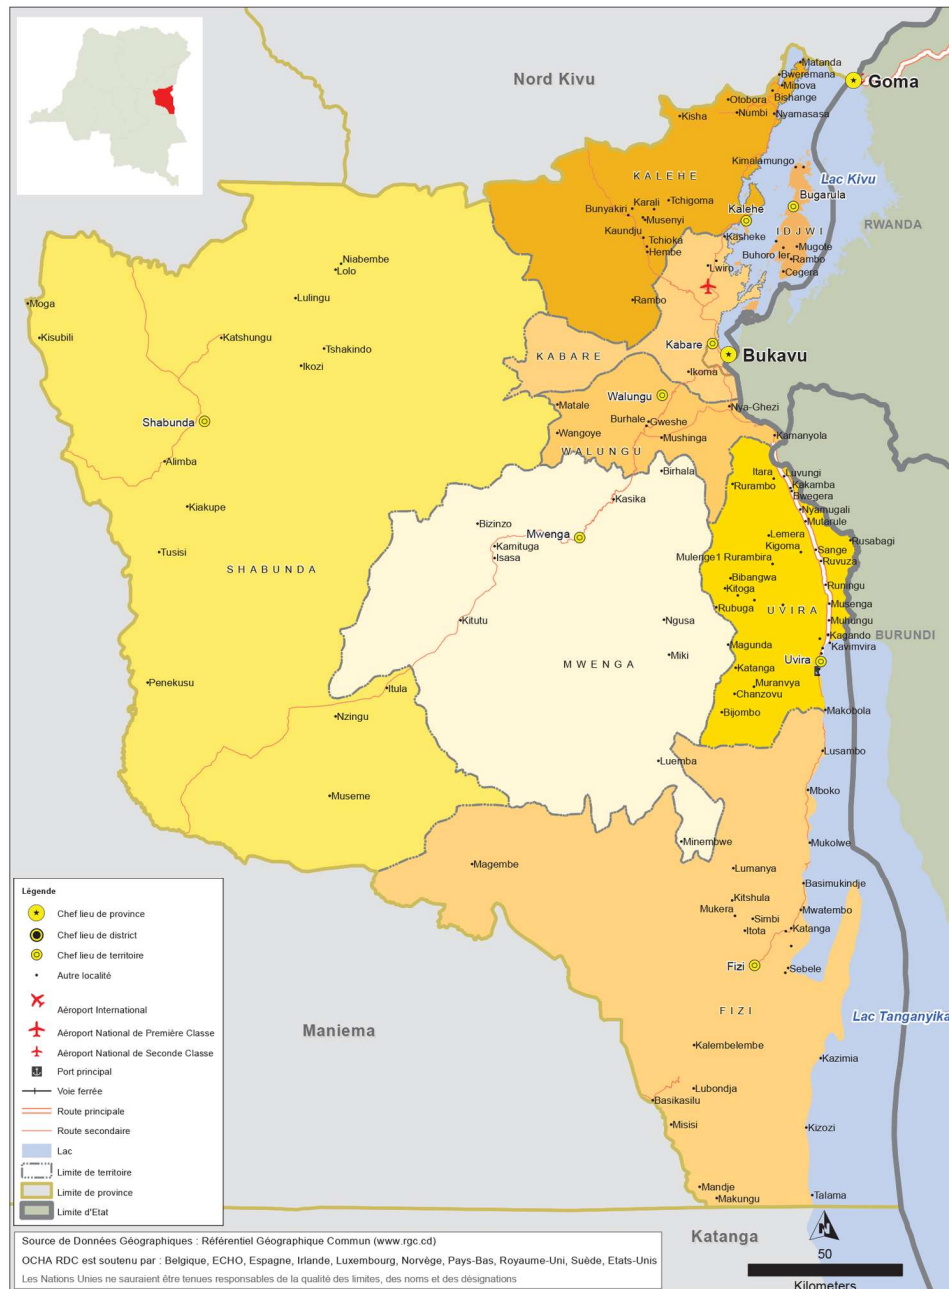 Nord Kivu
Matanda
Bweremana
Goma
Minova
Bishange
Otobora
Kisha
Numbi
Nyamasasa
Kimalamungo
Lac Kivu
KALEHE
Bugarula
Karali
Tchigoma
Bunyakiri
Kalehe
Musenyi
RWANDA
Kaundju
Kasheke
IDJWI
Tchioka
Mugote
Hembe
Buhoro Ier
Rambo
Niabembe
Lwiro
Cegera
Lolo
Lulingu
Rambo
Moga
Kisubili
Katshungu
Kabare
Tshakindo
KABARE
Bukavu
Ikozi
Ikoma
Walungu
Matale
Nya-Ghezi
Shabunda
Burhale
Gweshe
Wangoye
Mushinga
Kamanyola
WALUNGU
Alimba
Birhala
Itara
Luvungi
Rurambo
Kakamba
Bwegera
Kasika
Kiakupe
Nyamugali
Bizinzo
Mutarule
Mwenga
Lemera
Rusabagi
Kamituga
Kigoma
Sange
Tusisi
Isasa
Mulenge1
Rurambira
Ruvuza
SHABUNDA
Bibangwa
Kitoga
Runingu
Rubuga
UVIRA
Musenga
Kitutu
Ngusa
Muhungu
Kagando
BURUNDI
Magunda
Kavimvira
Miki
Uvira
MWENGA
Katanga
Penekusu
Itula
Muranvya
Chanzovu
Nzingu
Bijombo
Makobola
Lusambo
Luemba
Museme
Mboko
Minembwe
Mukolwe
Magembe
Lumanya
Basimukindje
Kitshula
Mukera
Mwatembo
Simbi
Itota
Katanga
Fizi
Sebele
FIZI
Lac Tanganyika
Maniema
Kalembelembe
Kazimia
Lubondja
Basikasilu
Misisi
Kizozi
Mandje
Makungu
Talama
Katanga
Légende
Chef lieu de province
Chef lieu de district
Chef lieu de territoire
Autre localité
Aéroport International
Aéroport National de Première Classe
Aéroport National de Seconde Classe
Port principal
Voie ferrée
Route principale
Route secondaire
Lac
Limite de territoire
Limite de province
Limite d'Etat
Source de Données Géographiques : Référentiel Géographique Commun (www.rgc.cd)
OCHA RDC est soutenu par : Belgique, ECHO, Espagne, Irlande, Luxembourg, Norvège, Pays-Bas, Royaume-Uni, Suède, Etats-Unis
Les Nations Unies ne sauraient être tenues responsables de la qualité des limites, des noms et des désignations
N
50
Kilometers